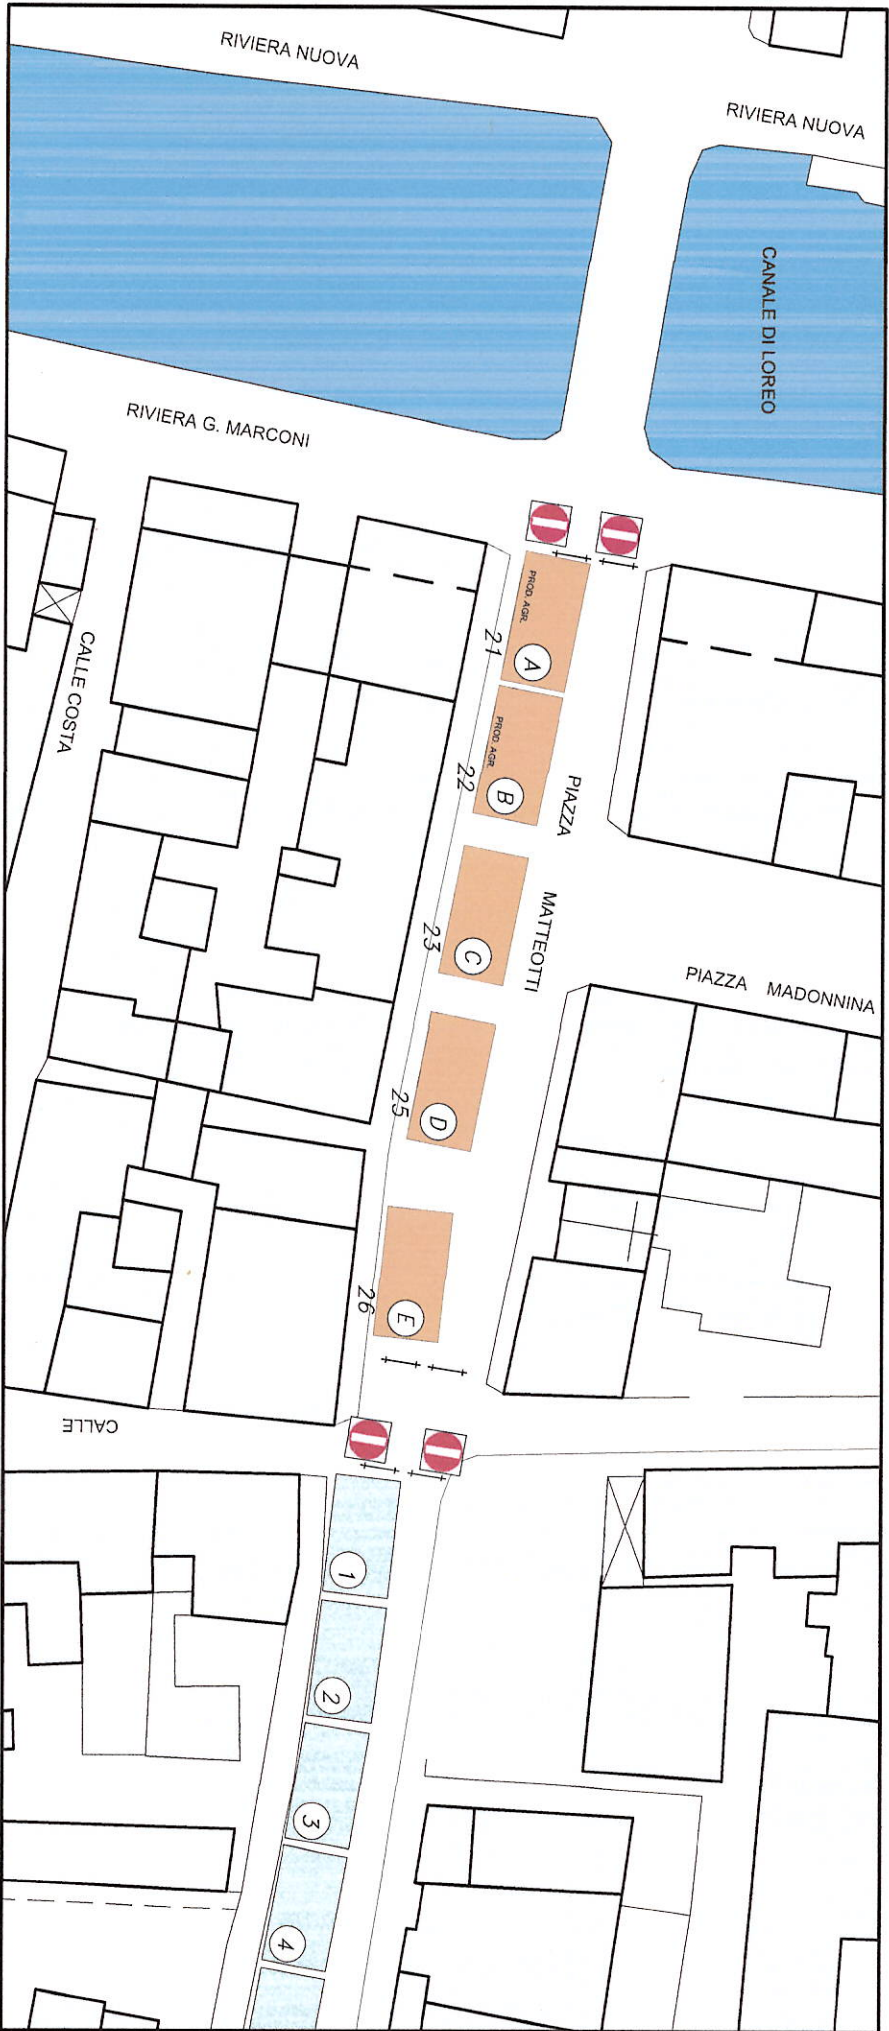 RIVIERA NUOVA
RIVIERA NUOVA
CANALE DI LOREO
RIVIERA G. MARCONI
PROD. AGR.
A
21
PROD. AGR.
B
22
CALLE COSTA
PIAZZA
MATTEOTTI
C
23
PIAZZA MADONNINA
D
25
E
26
CALLE
1
2
3
4